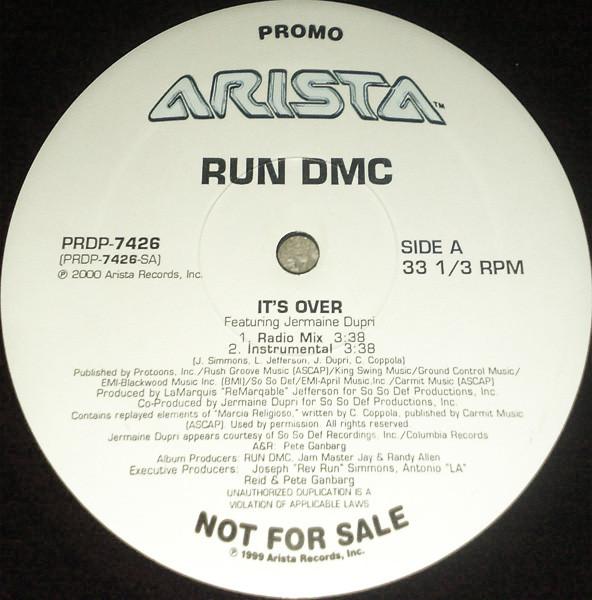 PROMO
ARISTA™
RUN DMC
PRDP-7426
(PRDP-7426-SA)
℗ 2000 Arista Records, Inc.
SIDE A
33 1/3 RPM
IT'S OVER
Featuring Jermaine Dupri
1. Radio Mix 3:38
2. Instrumental 3:38
(J. Simmons, L. Jefferson, J. Dupri, C. Coppola)
Published by Protoons, Inc./Rush Groove Music (ASCAP)/King Swing Music/Ground Control Music/
EMI-Blackwood Music Inc. (BMI)/So So Def/EMI-April Music,Inc./Carmit Music (ASCAP)
Produced by LaMarquis "ReMarqable" Jefferson for So So Def Productions, Inc.
Co-Produced by Jermaine Dupri for So So Def Productions, Inc.
Contains replayed elements of "Marcia Religioso," written by C. Coppola, published by Carmit Music
(ASCAP). Used by permission. All rights reserved.
Jermaine Dupri appears courtesy of So So Def Recordings, Inc./Columbia Records
A&R: Pete Ganbarg
Album Producers: RUN DMC, Jam Master Jay & Randy Allen
Executive Producers: Joseph "Rev Run" Simmons, Antonio "LA"
Reid & Pete Ganbarg
UNAUTHORIZED DUPLICATION IS A
VIOLATION OF APPLICABLE LAWS
NOT FOR SALE
℗ 1999 Arista Records, Inc.